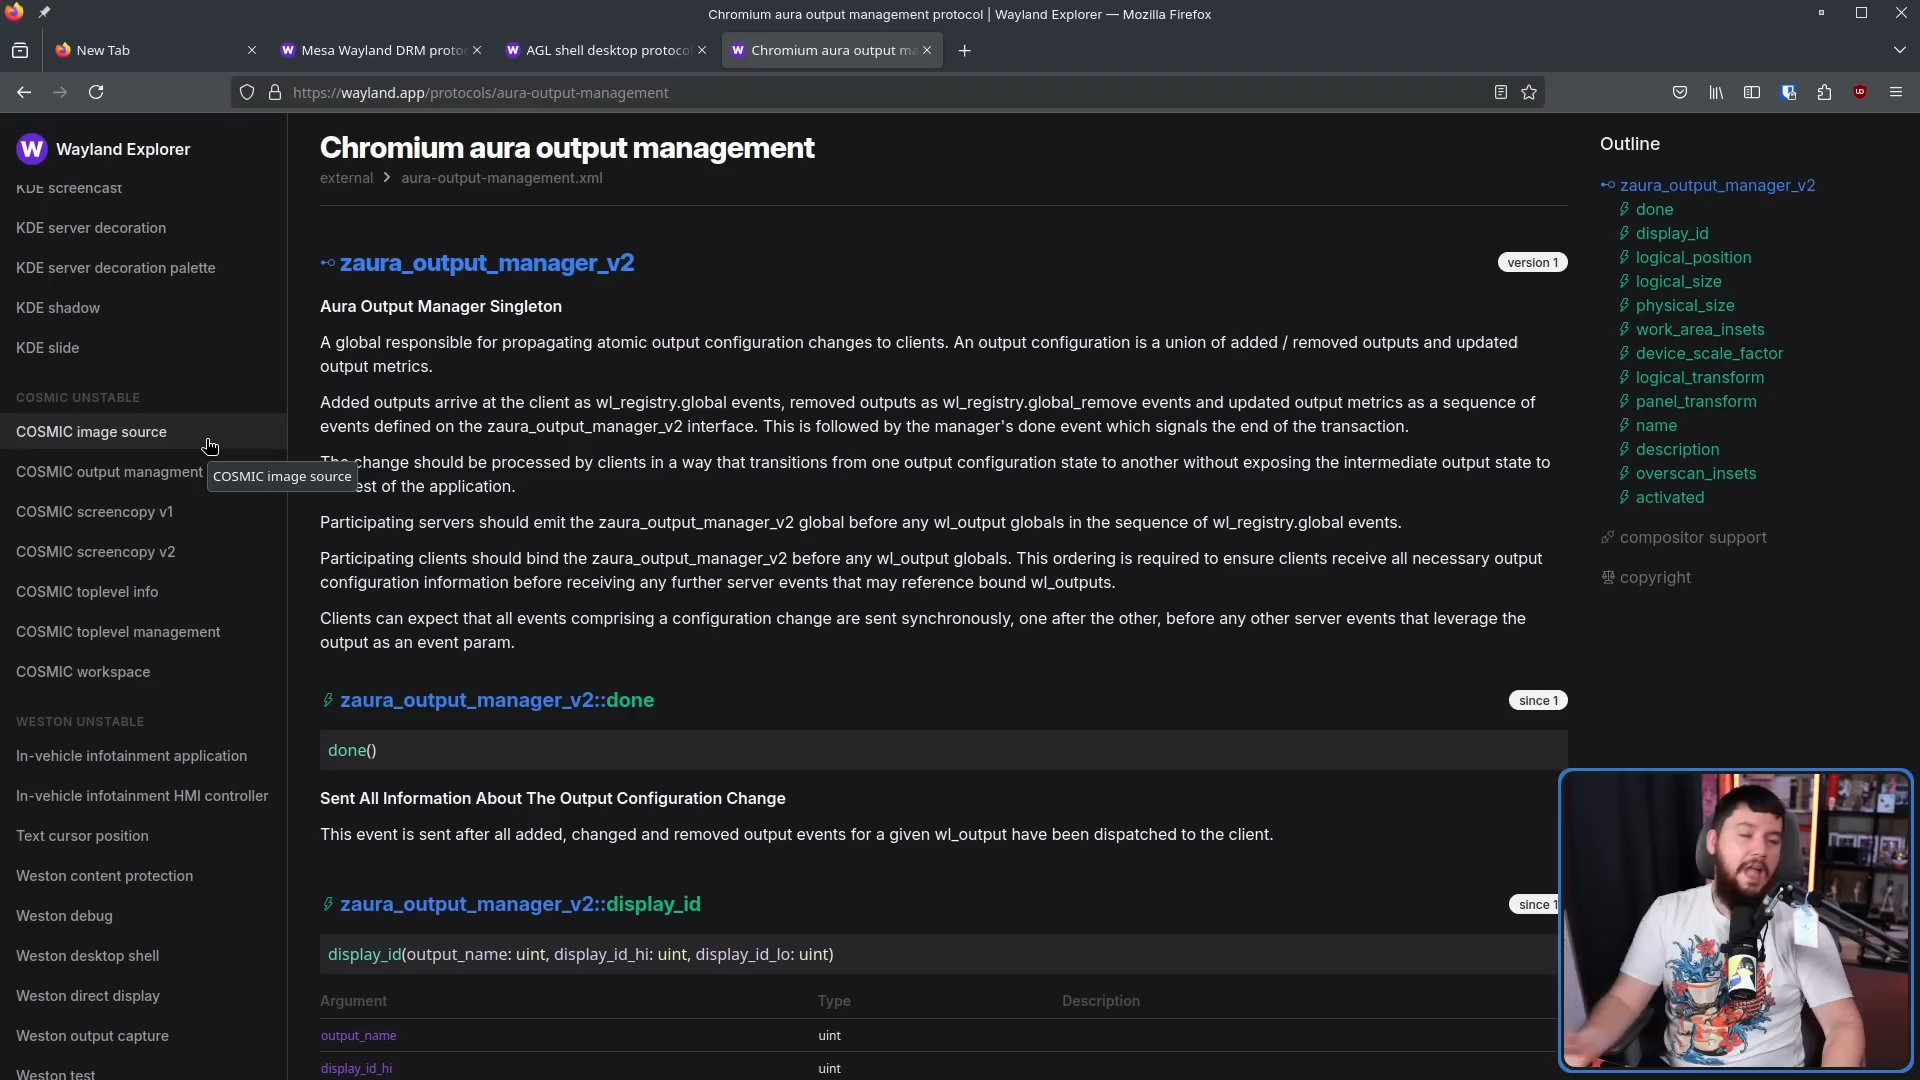 Chromium aura output management protocol | Wayland Explorer — Mozilla Firefox
New Tab
Mesa Wayland DRM proto
AGL shell desktop protocol
Chromium aura output ma
https://wayland.app/protocols/aura-output-management
Wayland Explorer
KDE screencast
KDE server decoration
KDE server decoration palette
KDE shadow
KDE slide
COSMIC UNSTABLE
COSMIC image source
COSMIC output managment
COSMIC image source
COSMIC screencopy v1
COSMIC screencopy v2
COSMIC toplevel info
COSMIC toplevel management
COSMIC workspace
WESTON UNSTABLE
In-vehicle infotainment application
In-vehicle infotainment HMI controller
Text cursor position
Weston content protection
Weston debug
Weston desktop shell
Weston direct display
Weston output capture
Weston test
Chromium aura output management
external > aura-output-management.xml
zaura_output_manager_v2
version 1
Aura Output Manager Singleton
A global responsible for propagating atomic output configuration changes to clients. An output configuration is a union of added / removed outputs and updated
output metrics.
Added outputs arrive at the client as wl_registry.global events, removed outputs as wl_registry.global_remove events and updated output metrics as a sequence of
events defined on the zaura_output_manager_v2 interface. This is followed by the manager's done event which signals the end of the transaction.
The change should be processed by clients in a way that transitions from one output configuration state to another without exposing the intermediate output state to
est of the application.
Participating servers should emit the zaura_output_manager_v2 global before any wl_output globals in the sequence of wl_registry.global events.
Participating clients should bind the zaura_output_manager_v2 before any wl_output globals. This ordering is required to ensure clients receive all necessary output
configuration information before receiving any further server events that may reference bound wl_outputs.
Clients can expect that all events comprising a configuration change are sent synchronously, one after the other, before any other server events that leverage the
output as an event param.
zaura_output_manager_v2::done
since 1
done()
Sent All Information About The Output Configuration Change
This event is sent after all added, changed and removed output events for a given wl_output have been dispatched to the client.
zaura_output_manager_v2::display_id
since 1
display_id(output_name: uint, display_id_hi: uint, display_id_lo: uint)
Argument Type Description
output_name uint
display_id_hi uint
Outline
zaura_output_manager_v2
done
display_id
logical_position
logical_size
physical_size
work_area_insets
device_scale_factor
logical_transform
panel_transform
name
description
overscan_insets
activated
compositor support
copyright